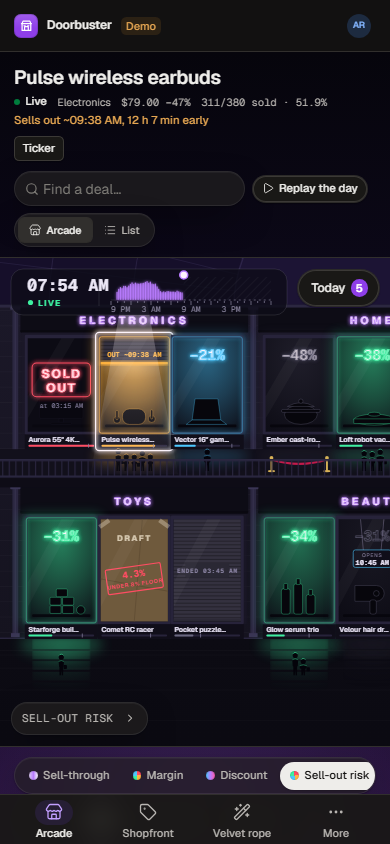 Doorbuster Demo AR
Pulse wireless earbuds
Live Electronics $79.00 −47% 311/380 sold · 51.9%
Sells out ~09:38 AM, 12 h 7 min early
Ticker
Find a deal...
Replay the day
Arcade List
07:54 AM
LIVE
9 PM 3 AM 9 AM 3 PM
Today 5
ELECTRONICS HOME
SOLD OUT
at 03:15 AM
OUT ~09:38 AM
−21%
−48%
−38%
Aurora 55" 4K... Pulse wireless... Vector 16" gam... Ember cast-iro... Loft robot vac...
TOYS BEAUT
−31%
DRAFT
4.3%
UNDER 8% FLOOR
ENDED 03:45 AM
−34%
−31%
OPENS
10:45 AM
Starforge buil... Comet RC racer Pocket puzzle... Glow serum trio Velour hair dr...
SELL-OUT RISK
Sell-through Margin Discount Sell-out risk
Arcade Shopfront Velvet rope More